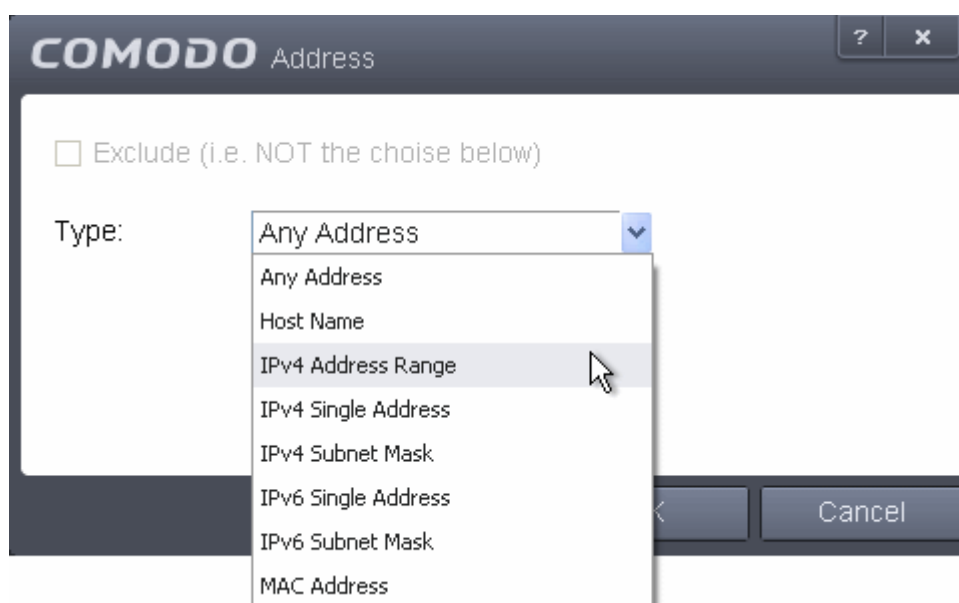 COMODO Address ? x
Exclude (i.e. NOT the choise below)
Type: Any Address
Any Address
Host Name
IPv4 Address Range
IPv4 Single Address
IPv4 Subnet Mask
IPv6 Single Address
K Cancel
IPv6 Subnet Mask
MAC Address